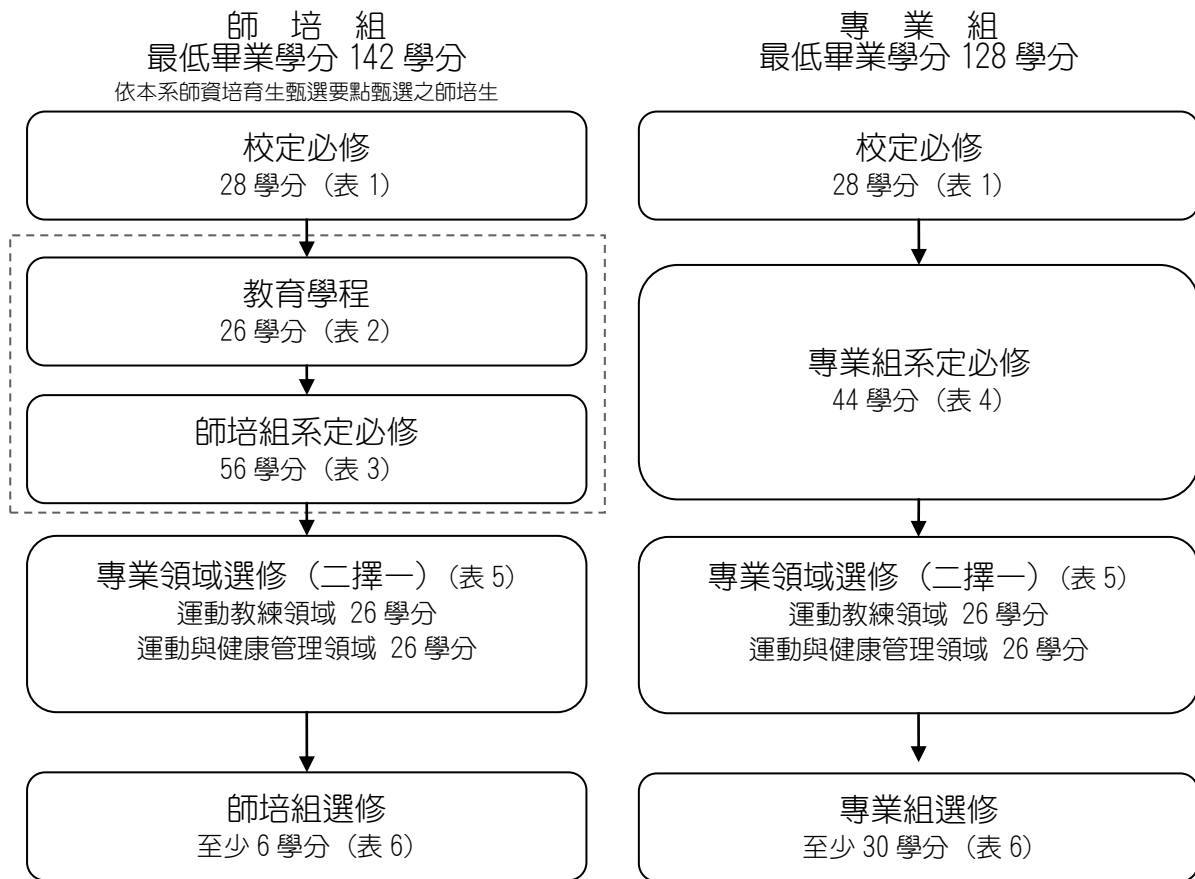 師 培 組
最低畢業學分 142 學分
依本系師資培育生甄選要點甄選之師培生
校定必修
28 學分（表 1）
教育學程
26 學分（表 2）
師培組系定必修
56 學分（表 3）
專業領域選修（二擇一）（表 5）
運動教練領域 26 學分
運動與健康管理領域 26 學分
師培組選修
至少 6 學分（表 6）
專 業 組
最低畢業學分 128 學分
校定必修
28 學分（表 1）
專業組系定必修
44 學分（表 4）
專業領域選修（二擇一）（表 5）
運動教練領域 26 學分
運動與健康管理領域 26 學分
專業組選修
至少 30 學分（表 6）